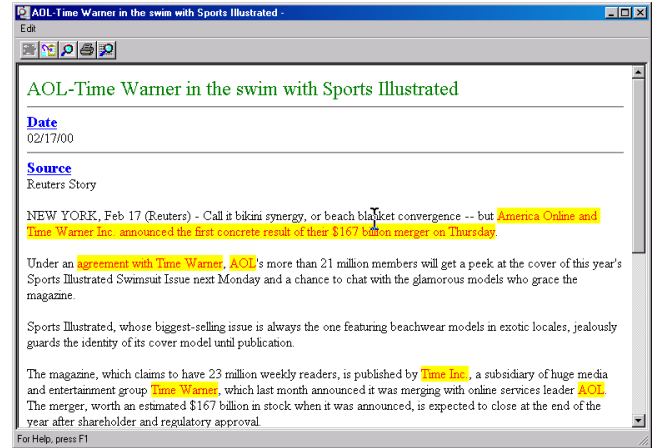 AOL-Time Warner in the swim with Sports Illustrated -
Edit
AOL-Time Warner in the swim with Sports Illustrated
Date
02/17/00
Source
Reuters Story
NEW YORK, Feb 17 (Reuters) - Call it bikini synergy, or beach blanket convergence -- but America Online and
Time Warner Inc. announced the first concrete result of their $167 billion merger on Thursday.
Under an agreement with Time Warner, AOL's more than 21 million members will get a peek at the cover of this year's
Sports Illustrated Swimsuit Issue next Monday and a chance to chat with the glamorous models who grace the
magazine.
Sports Illustrated, whose biggest-selling issue is always the one featuring beachwear models in exotic locales, jealously
guards the identity of its cover model until publication.
The magazine, which claims to have 23 million weekly readers, is published by Time Inc., a subsidiary of huge media
and entertainment group Time Warner, which last month announced it was merging with online services leader AOL.
The merger, worth an estimated $167 billion in stock when it was announced, is expected to close at the end of the
year after shareholder and regulatory approval.
For Help, press F1